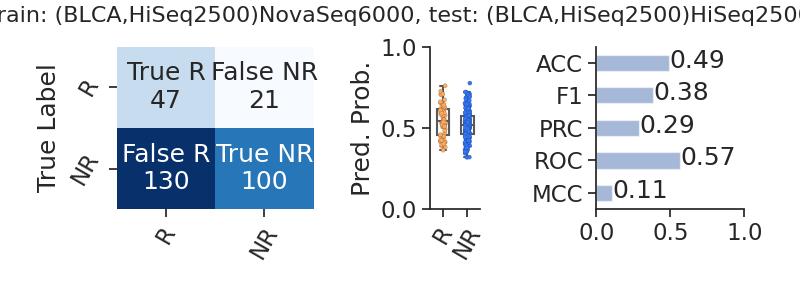 rain: (BLCA,HiSeq2500)NovaSeq6000, test: (BLCA,HiSeq2500)HiSeq250
True Label
R
NR
True R
47
False NR
21
False R
130
True NR
100
R
NR
Pred. Prob.
1.0
0.5
0.0
R
NR
ACC
0.49
F1
0.38
PRC
0.29
ROC
0.57
MCC
0.11
0.0
0.5
1.0